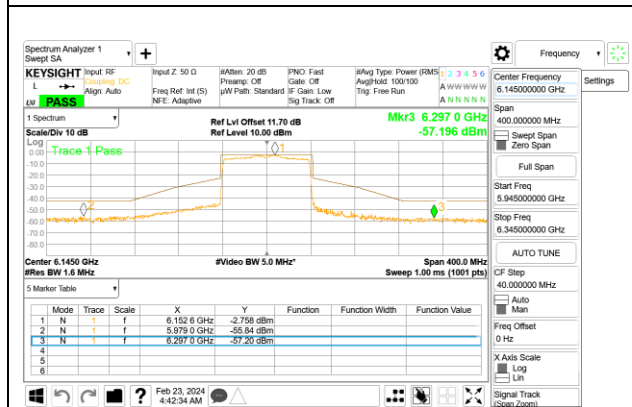 Spectrum Analyzer 1
Swept SA
Frequency
KEYSIGHT
Input: RF
Coupling: DC
Align: Auto
Input Z: 50 Ω
Freq Ref: Int (S)
NFE: Adaptive
#Atten: 20 dB
Preamp: Off
µW Path: Standard
PNO: Fast
Gate: Off
IF Gain: Low
Sig Track: Off
#Avg Type: Power (RMS
Avg|Hold: 100/100
Trig: Free Run
1 2 3 4 5 6
A W W W W W
A N N N N N
L
LXI
PASS
1 Spectrum
Scale/Div 10 dB
Ref Lvl Offset 11.70 dB
Ref Level 10.00 dBm
Mkr3 6.297 0 GHz
-57.196 dBm
Log
Trace 1 Pass
0.00
-10.0
-20.0
-30.0
-40.0
-50.0
-60.0
-70.0
-80.0
1
2
3
Center 6.1450 GHz
#Res BW 1.6 MHz
#Video BW 5.0 MHz*
Span 400.0 MHz
Sweep 1.00 ms (1001 pts)
5 Marker Table
Mode Trace Scale X Y Function Function Width Function Value
1 N 1 f 6.152 6 GHz -2.758 dBm
2 N 1 f 5.979 0 GHz -55.84 dBm
3 N 1 f 6.297 0 GHz -57.20 dBm
4
5
6
Feb 23, 2024
4:42:34 AM
Center Frequency
6.145000000 GHz
Settings
Span
400.000000 MHz
Swept Span
Zero Span
Full Span
Start Freq
5.945000000 GHz
Stop Freq
6.345000000 GHz
AUTO TUNE
CF Step
40.000000 MHz
Auto
Man
Freq Offset
0 Hz
X Axis Scale
Log
Lin
Signal Track
(Span Zoom)